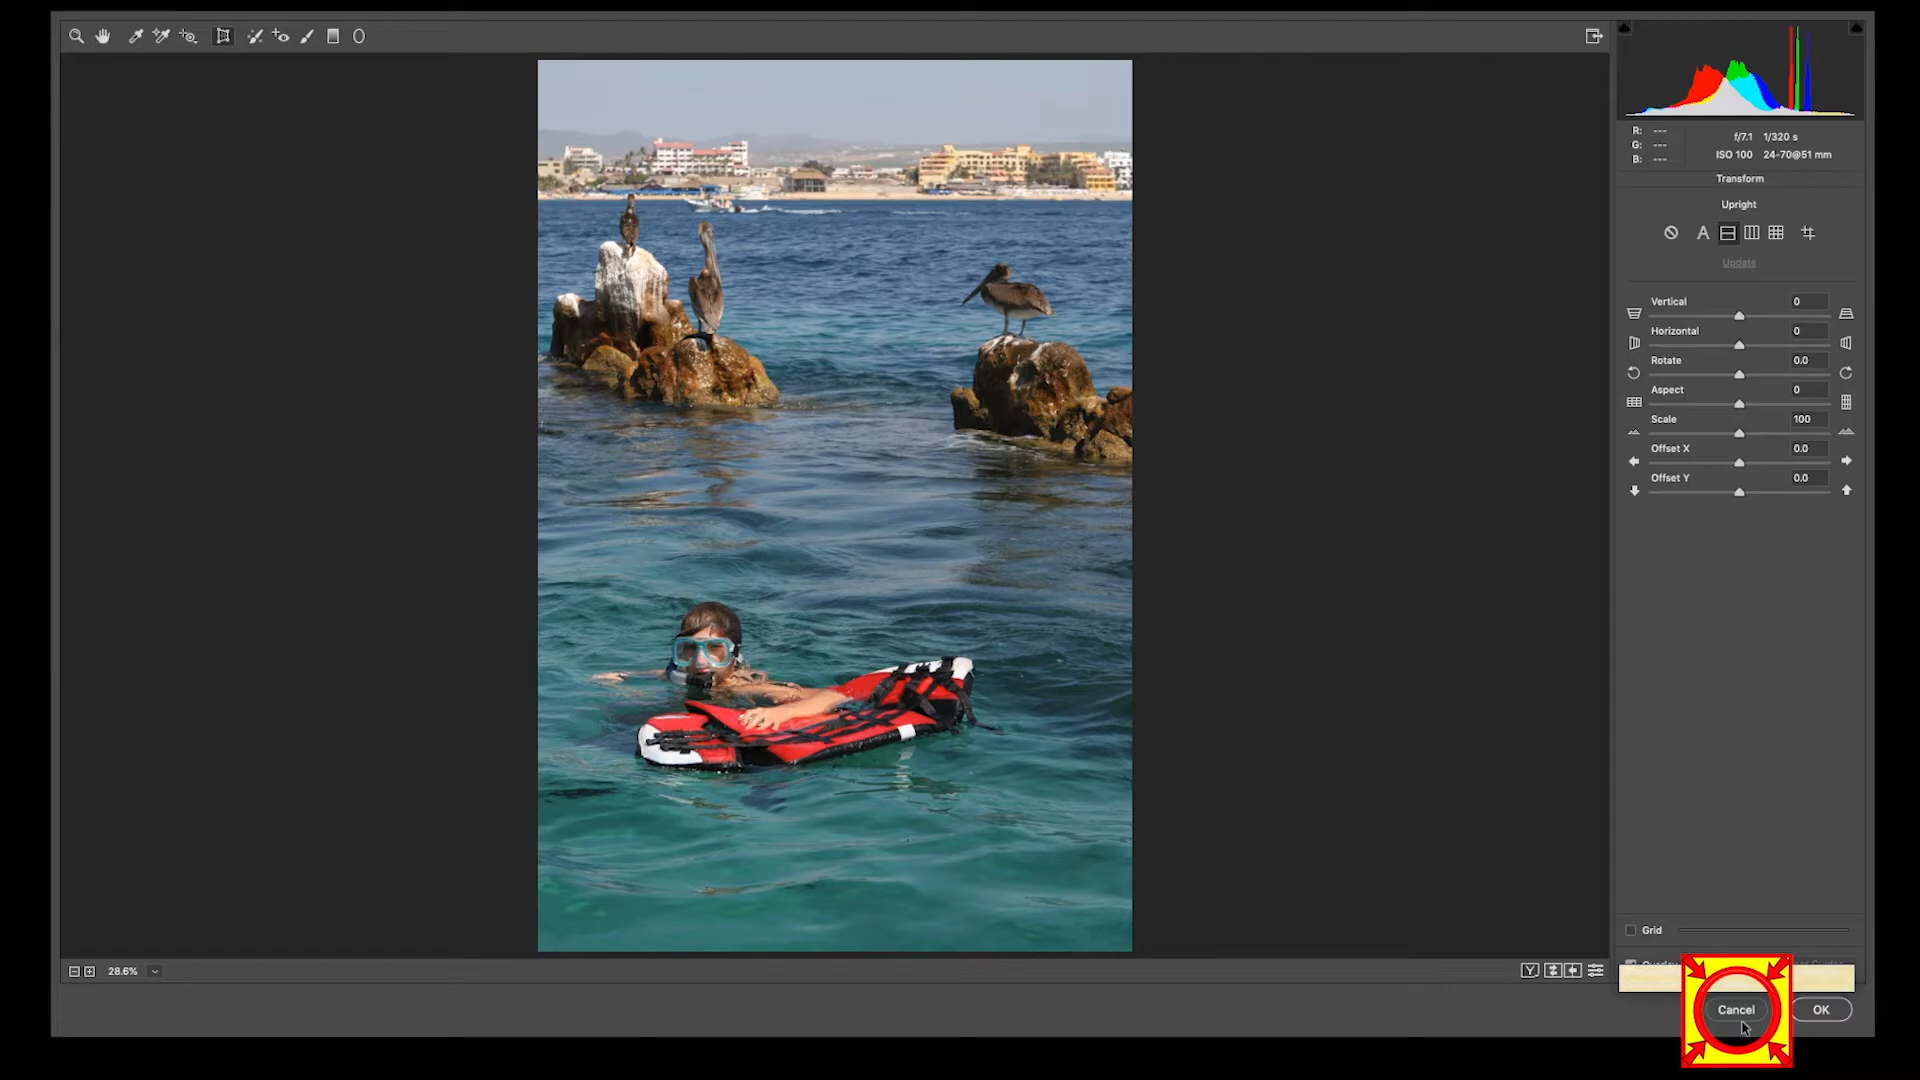 R: ---
G: ---
B: ---
f/7.1 1/320 s
ISO 100 24-70@51 mm
Transform
Upright
A
Update
Vertical 0
Horizontal 0
Rotate 0.0
Aspect 0
Scale 100
Offset X 0.0
Offset Y 0.0
Grid
28.6%
Y
Cancel OK